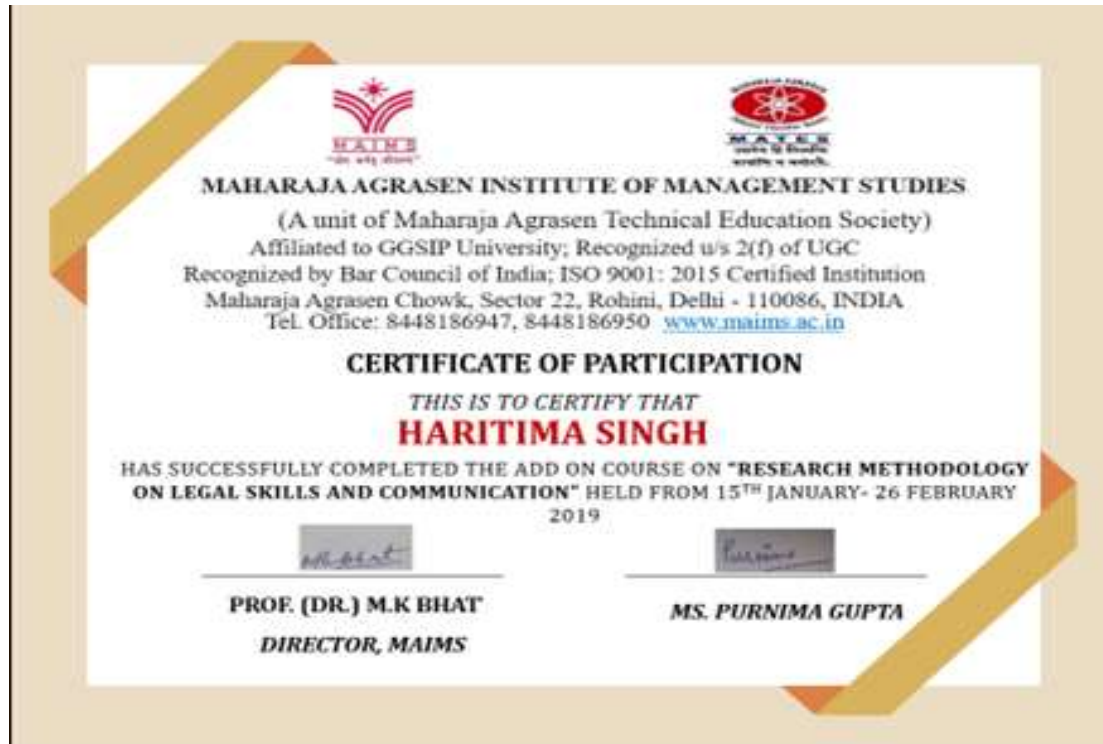 MAIMS
MATES
MAHARAJA AGRASEN INSTITUTE OF MANAGEMENT STUDIES
(A unit of Maharaja Agrasen Technical Education Society)
Affiliated to GGSIP University; Recognized u/s 2(f) of UGC
Recognized by Bar Council of India; ISO 9001: 2015 Certified Institution
Maharaja Agrasen Chowk, Sector 22, Rohini, Delhi - 110086, INDIA
Tel. Office: 8448186947, 8448186950 www.maims.ac.in
CERTIFICATE OF PARTICIPATION
THIS IS TO CERTIFY THAT
HARITIMA SINGH
HAS SUCCESSFULLY COMPLETED THE ADD ON COURSE ON "RESEARCH METHODOLOGY
ON LEGAL SKILLS AND COMMUNICATION" HELD FROM 15TH JANUARY- 26 FEBRUARY
2019
Purnima
PROF. (DR.) M.K BHAT
MS. PURNIMA GUPTA
DIRECTOR, MAIMS